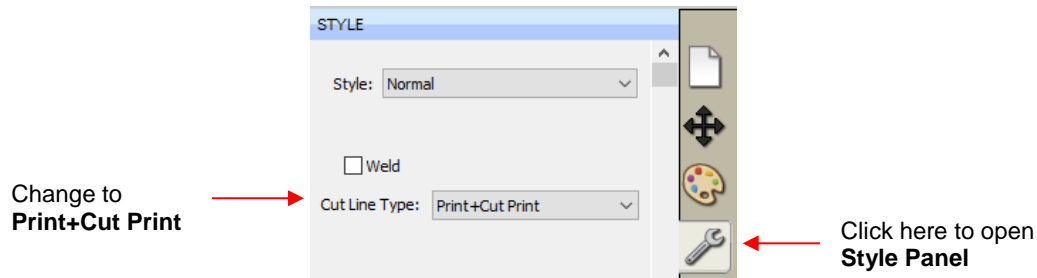 STYLE
Style: Normal
Weld
Change to
Print+Cut Print
Cut Line Type: Print+Cut Print
Click here to open
Style Panel